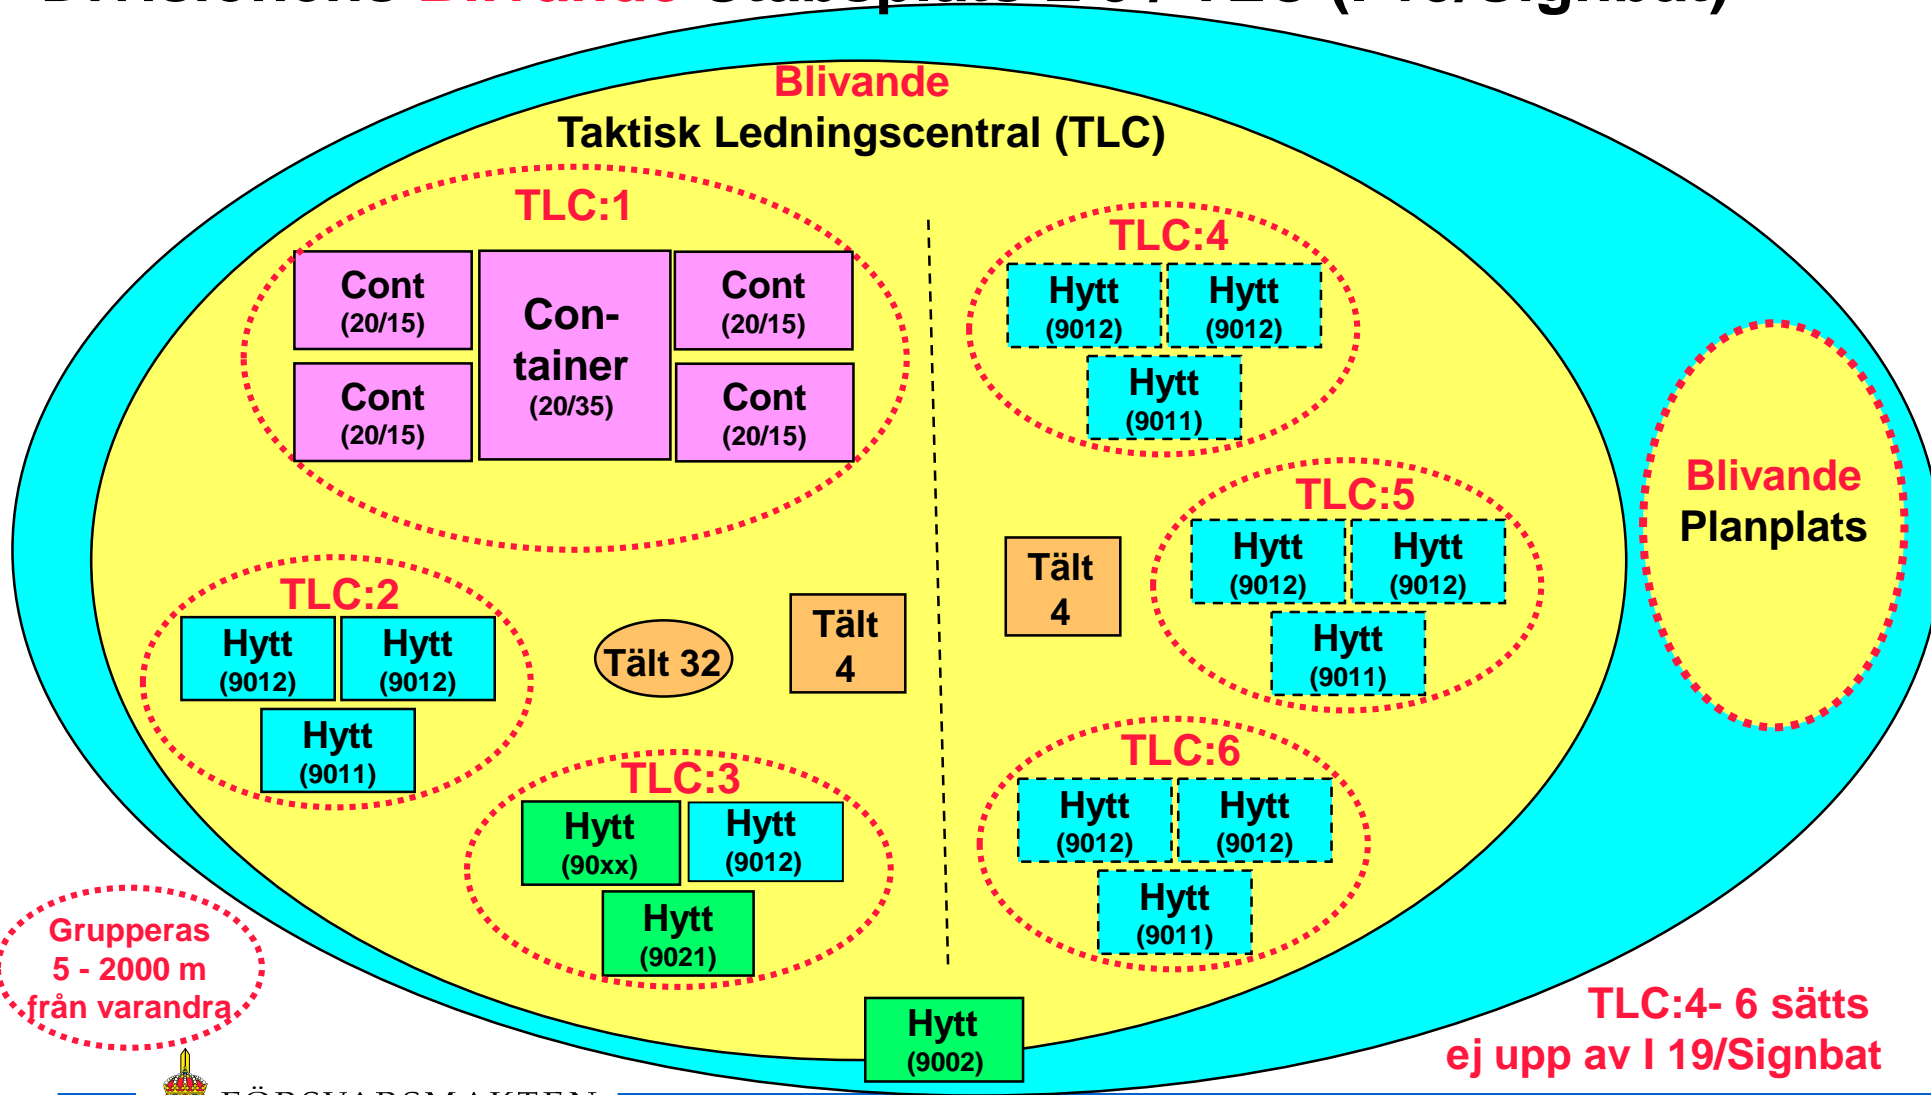 Blivande
Taktisk Ledningscentral (TLC)
TLC:1
Cont
(20/15)
Con-
tainer
(20/35)
Cont
(20/15)
Cont
(20/15)
Cont
(20/15)
TLC:4
Hytt
(9012)
Hytt
(9012)
Hytt
(9011)
TLC:5
Hytt
(9012)
Hytt
(9012)
Hytt
(9011)
Blivande
Planplats
TLC:2
Hytt
(9012)
Hytt
(9012)
Hytt
(9011)
Tält 32
Tält
4
Tält
4
TLC:3
Hytt
(90xx)
Hytt
(9012)
Hytt
(9021)
TLC:6
Hytt
(9012)
Hytt
(9012)
Hytt
(9011)
Grupperas
5 - 2000 m
från varandra
Hytt
(9002)
TLC:4- 6 sätts
ej upp av I 19/Signbat
FÖRSVARSMAKTEN